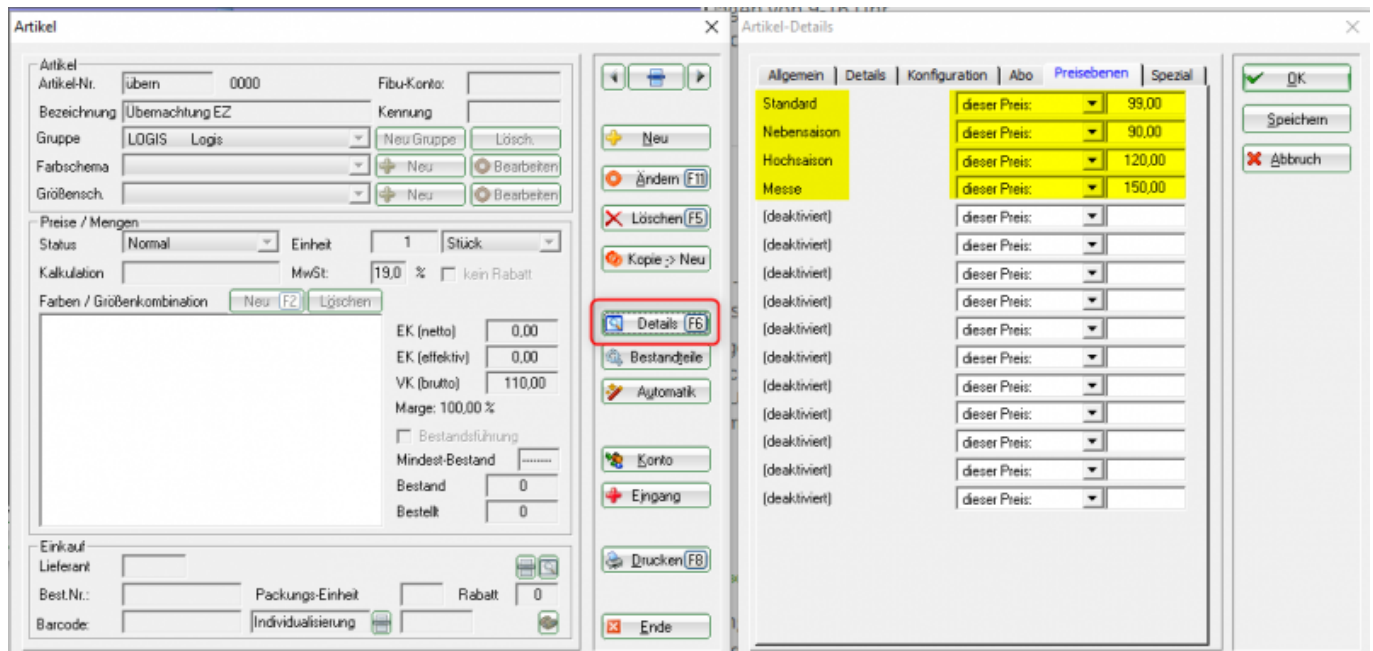 Artikel
Artikel
Artikel-Nr. übern 0000 Fibu-Konto:
Bezeichnung Übernachtung EZ Kennung
Gruppe LOGIS Logis Neu Gruppe Lösch.
Farbschema Neu Bearbeiten
Größensch. Neu Bearbeiten
Preise / Mengen
Status Normal Einheit 1 Stück
Kalkulation MwSt: 19,0 % kein Rabatt
Farben / Größenkombination Neu F2 Löschen
EK (netto) 0,00
EK (effektiv) 0,00
VK (brutto) 110,00
Marge: 100,00 %
Bestandsführung
Mindest-Bestand --------
Bestand 0
Bestellt 0
Einkauf
Lieferant
Best.Nr.: Packungs-Einheit Rabatt 0
Barcode: Individualisierung
Neu
Ändern F11
Löschen F5
Kopie -> Neu
Details F6
Bestandteile
Automatik
Konto
Eingang
Drucken F8
Ende
Artikel-Details
Allgemein Details Konfiguration Abo Preisebenen Spezial
Standard dieser Preis: 99,00
Nebensaison dieser Preis: 90,00
Hochsaison dieser Preis: 120,00
Messe dieser Preis: 150,00
(deaktiviert) dieser Preis:
(deaktiviert) dieser Preis:
(deaktiviert) dieser Preis:
(deaktiviert) dieser Preis:
(deaktiviert) dieser Preis:
(deaktiviert) dieser Preis:
(deaktiviert) dieser Preis:
(deaktiviert) dieser Preis:
(deaktiviert) dieser Preis:
(deaktiviert) dieser Preis:
(deaktiviert) dieser Preis:
OK
Speichern
Abbruch